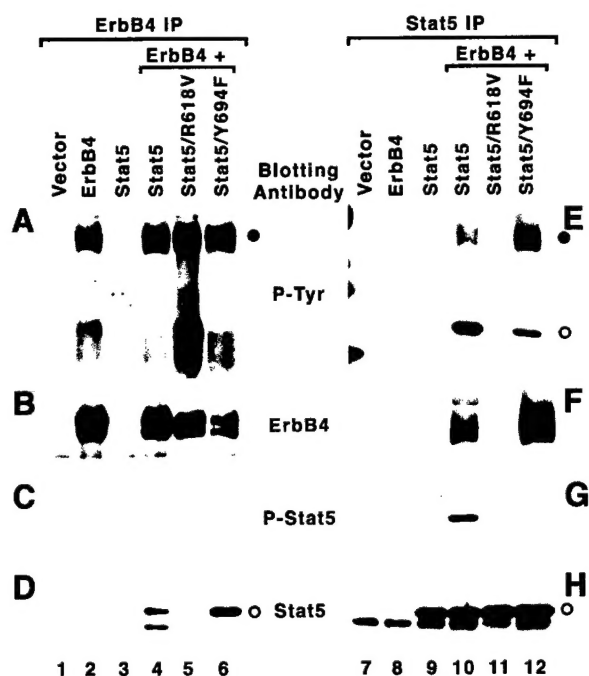 ErbB4 IP
Stat5 IP
ErbB4 +
ErbB4 +
Vector
ErbB4
Stat5
Stat5
Stat5/R618V
Stat5/Y694F
Blotting
Antibody
Vector
ErbB4
Stat5
Stat5
Stat5/R618V
Stat5/Y694F
A
E
P-Tyr
B
F
ErbB4
C
G
P-Stat5
D
H
Stat5
1 2 3 4 5 6 7 8 9 10 11 12